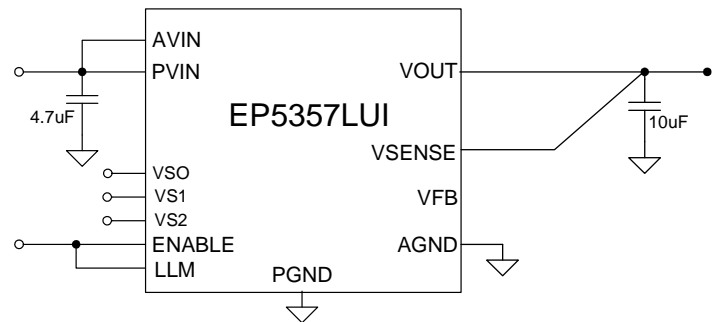 AVIN
PVIN
VOUT
4.7uF
EP5357LUI
10uF
VSENSE
VSO
VS1
VFB
VS2
ENABLE
AGND
LLM
PGND